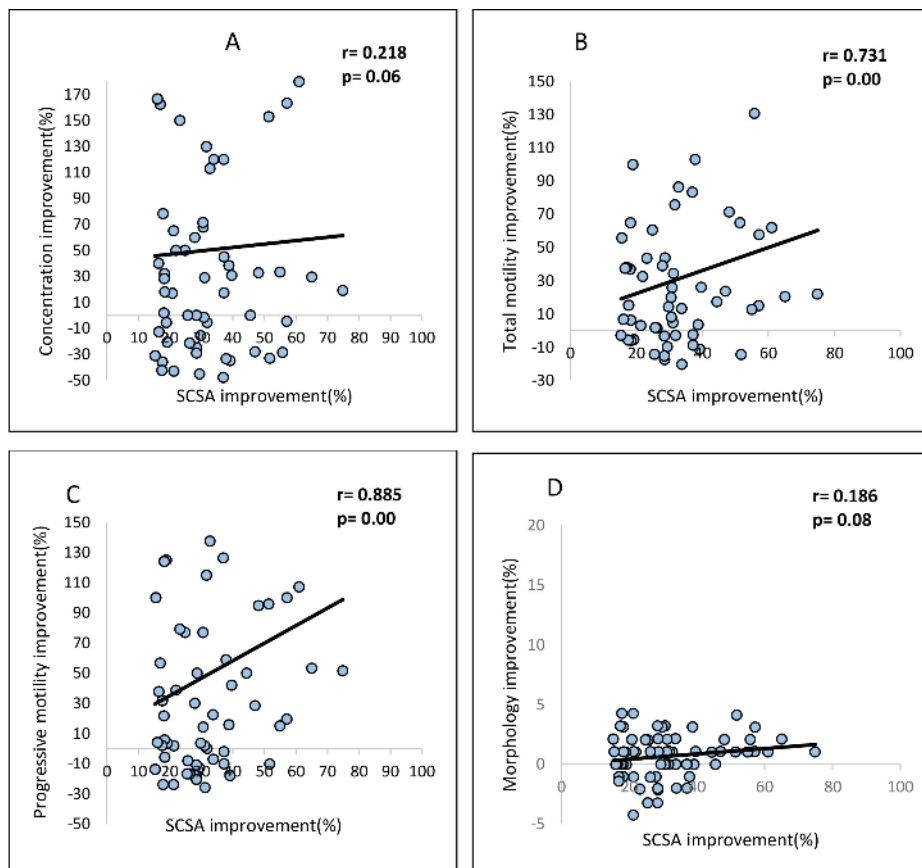 A
r= 0.218
p= 0.06
Concentration improvement(%)
170
150
130
110
90
70
50
30
10
-10
-30
-50
0 10 20 30 40 50 60 70 80 90 100
SCSA improvement(%)
B
r= 0.731
p= 0.00
Total motility improvement(%)
150
130
110
90
70
50
30
10
-10
-30
0 20 40 60 80 100
SCSA improvement(%)
C
r= 0.885
p= 0.00
Progressive motility improvement(%)
150
130
110
90
70
50
30
10
-10
-30
-50
0 10 20 30 40 50 60 70 80 90 100
SCSA improvement(%)
D
r= 0.186
p= 0.08
Morphology improvement(%)
20
15
10
5
0
-5
0 20 40 60 80 100
SCSA improvement(%)